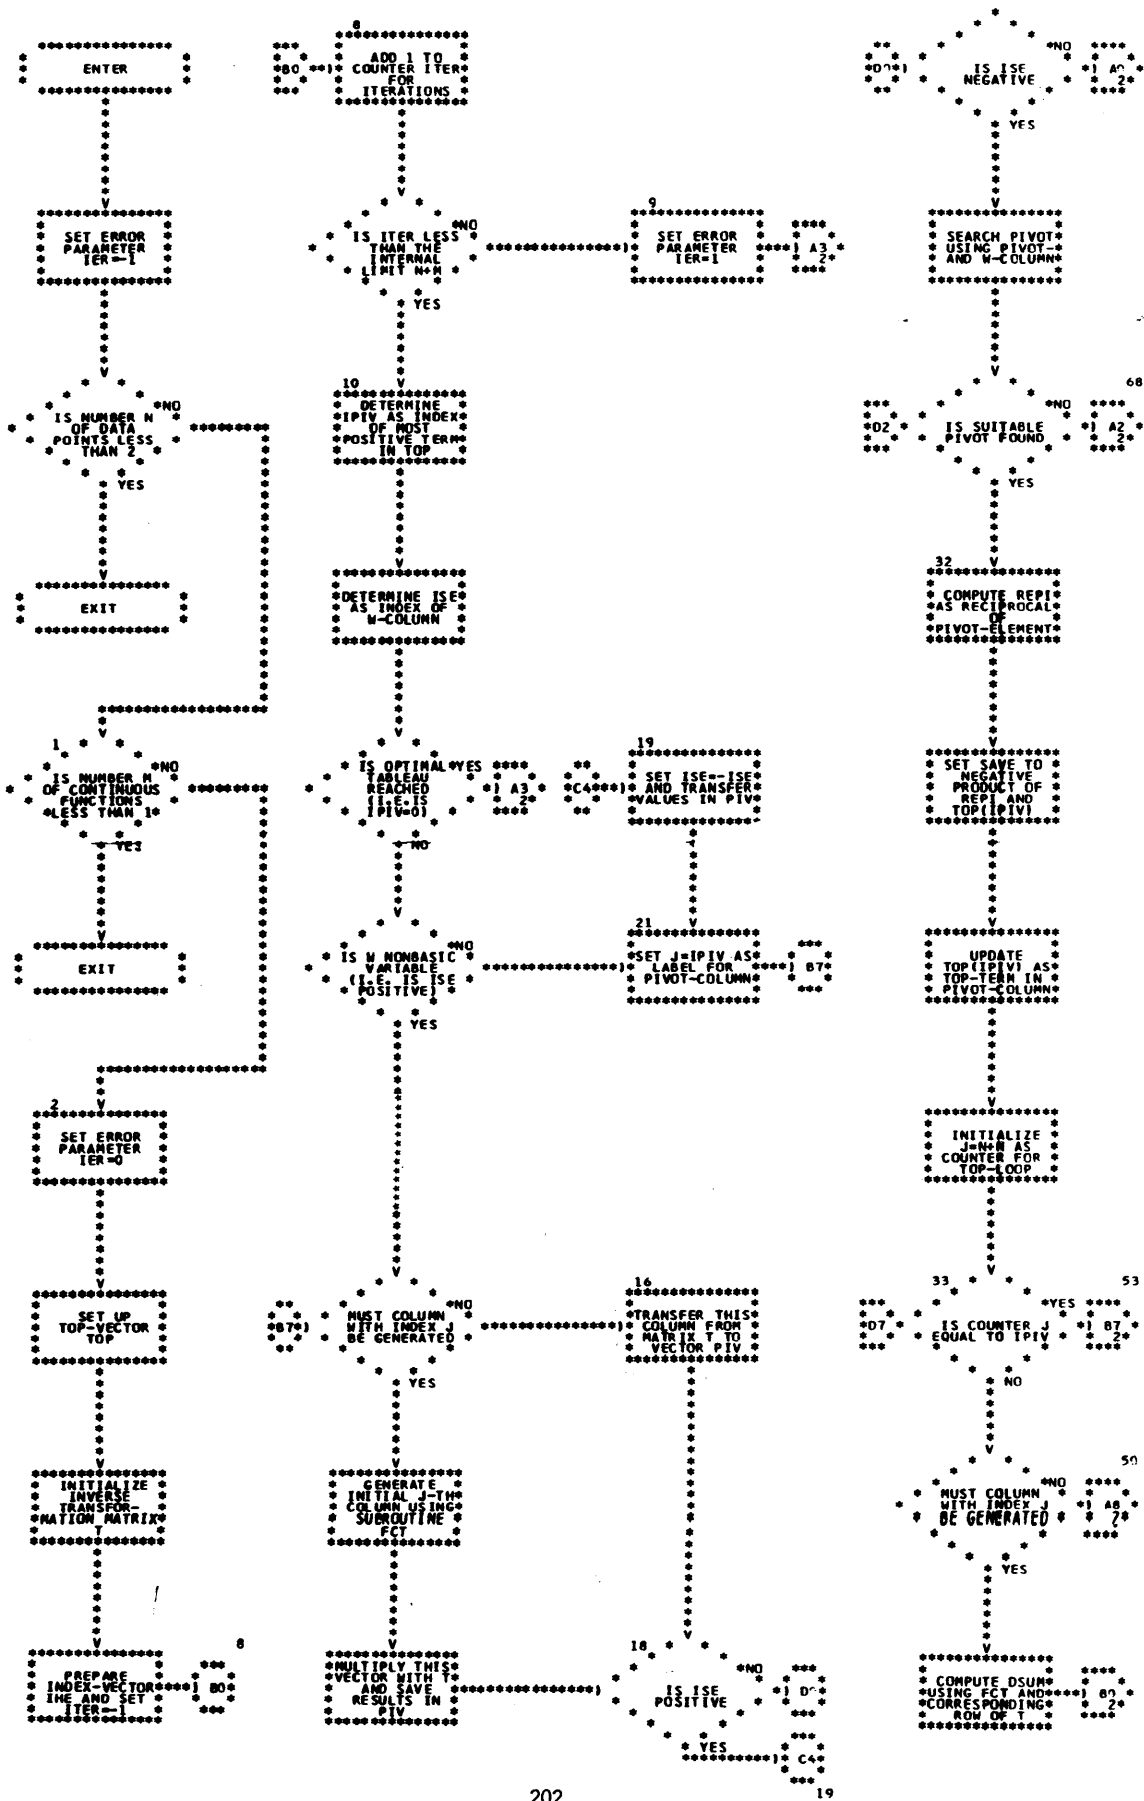 ENTER
SET ERROR
PARAMETER
IER=-1
*NO
IS NUMBER N
OF DATA
POINTS LESS
THAN 2
YES
EXIT
1
*NO
IS NUMBER M
OF CONTINUOUS
FUNCTIONS
*LESS THAN 1*
YES
EXIT
2
SET ERROR
PARAMETER
IER=0
SET UP
TOP-VECTOR
TOP
INITIALIZE
INVERSE
TRANSFOR-
MATION MATRIX*
T
PREPARE
INDEX-VECTOR
IHE AND SET
ITER=-1
8
B0
8
*B0
ADD 1 TO
COUNTER ITER
FOR
ITERATIONS
*NO
IS ITER LESS
THAN THE
INTERNAL
LIMIT N+M
YES
9
SET ERROR
PARAMETER
IER=1
A3
2
10
DETERMINE
*IPIV AS INDEX
OF MOST
POSITIVE TERM*
IN TOP
*DETERMINE ISE*
AS INDEX OF
W-COLUMN
IS OPTIMAL *YES
TABLEAU
REACHED
(I.E.IS
IPIV=0)
NO
A3
2
19
*C4
SET ISE=-ISE
AND TRANSFER
*VALUES IN PIV*
*NO
IS W NONBASIC
VARIABLE
(I.E. IS ISE
POSITIVE)
YES
21
*SET J=IPIV AS*
LABEL FOR
PIVOT-COLUMN
B7
*NO
*B7*)
MUST COLUMN
WITH INDEX J
BE GENERATED
YES
16
*TRANSFER THIS*
COLUMN FROM
MATRIX T TO
VECTOR PIV
GENERATE
INITIAL J-TH
COLUMN USING*
SUBROUTINE
FCT
*MULTIPLY THIS*
*VECTOR WITH T*
AND SAVE
RESULTS IN
PIV
18
*NO
IS ISE
POSITIVE
YES
C4
19
*NO
IS ISE
NEGATIVE
2
YES
SEARCH PIVOT
USING PIVOT-
AND W-COLUMN*
68
*NO
*D2
IS SUITABLE
PIVOT FOUND
A2
2
YES
32
COMPUTE REPI
AS RECIPROCAL
OF
*PIVOT-ELEMENT*
SET SAVE TO
NEGATIVE
PRODUCT OF
REPI AND
TOP(IPIV)
UPDATE
TOP(IPIV) AS
TOP-TERM IN
PIVOT-COLUMN*
INITIALIZE
J=N+M AS
COUNTER FOR
TOP-LOOP
33
53
*YES
*D7
IS COUNTER J
EQUAL TO IPIV
B7
2
NO
*NO
MUST COLUMN
WITH INDEX J
BE GENERATED
A8
2
YES
COMPUTE DSUM*
*USING FCT AND
*CORRESPONDING*
ROW OF T
2
202